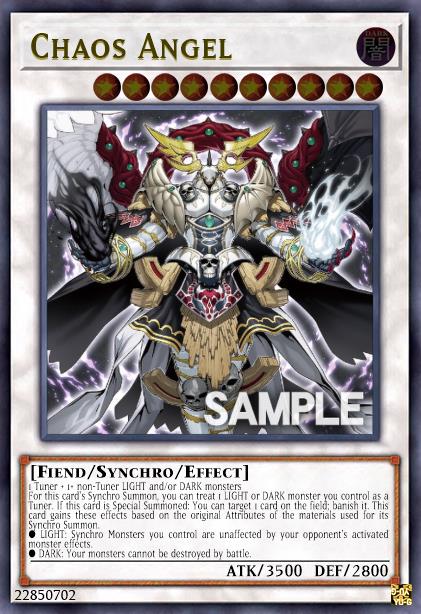 CHAOS ANGEL
DARK
闇
SAMPLE
[FIEND/SYNCHRO/EFFECT]
1 Tuner + 1+ non-Tuner LIGHT and/or DARK monsters
For this card's Synchro Summon, you can treat 1 LIGHT or DARK monster you control as a
Tuner. If this card is Special Summoned: You can target 1 card on the field; banish it. This
card gains these effects based on the original Attributes of the materials used for its
Synchro Summon.
● LIGHT: Synchro Monsters you control are unaffected by your opponent's activated
monster effects.
● DARK: Your monsters cannot be destroyed by battle.
ATK/3500 DEF/2800
22850702